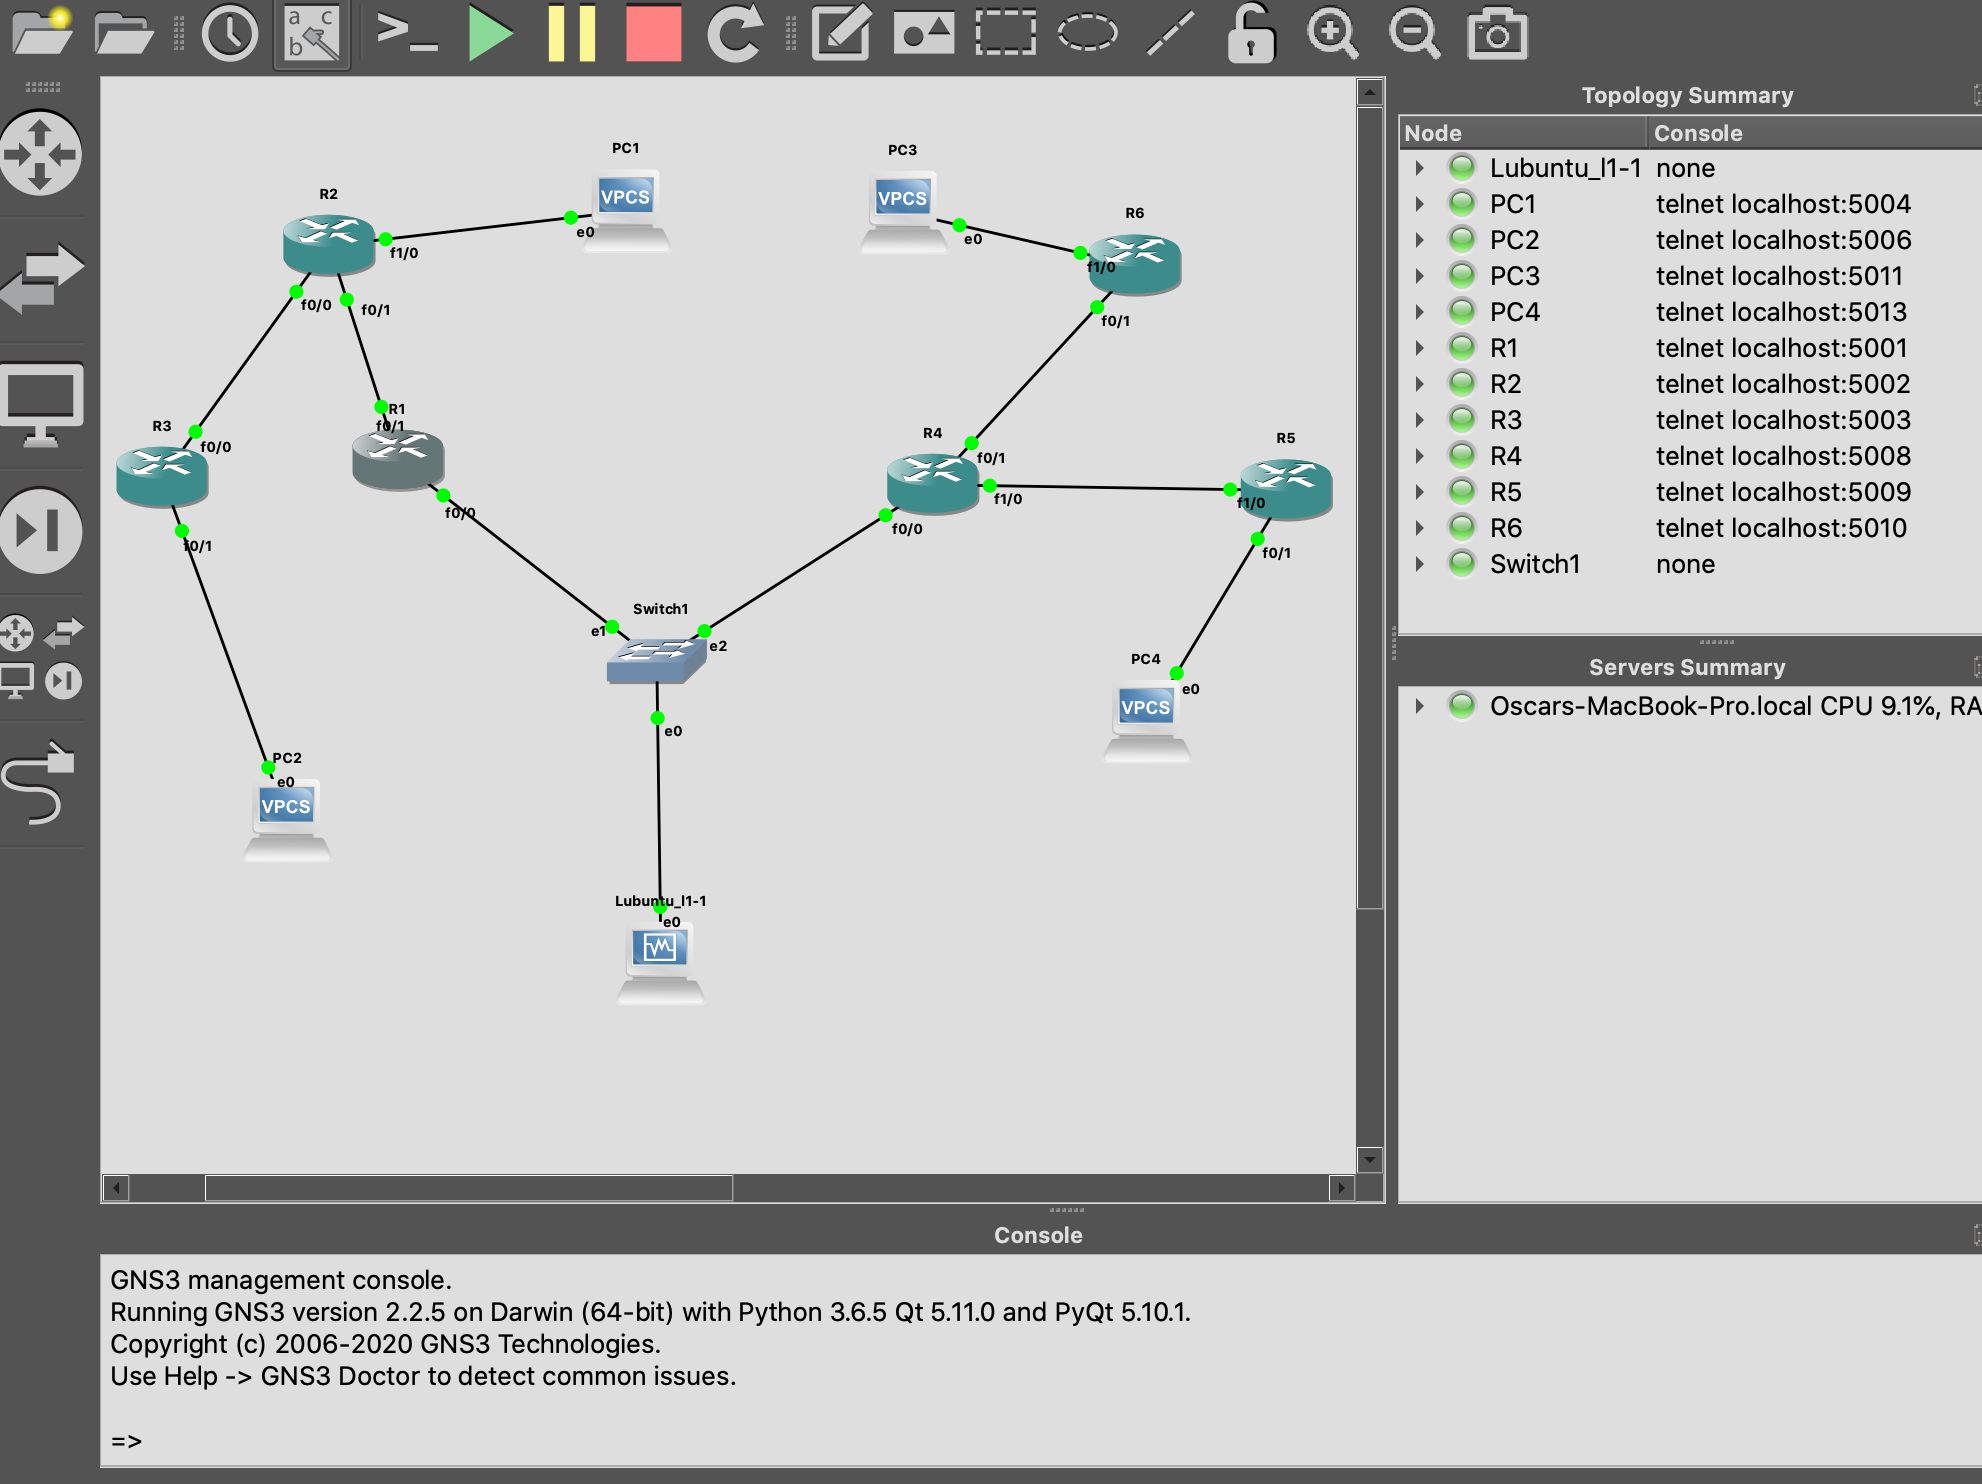 a c
b
>_
PC1
VPCS
e0
R2
f1/0
f0/0
f0/1
PC3
VPCS
e0
R6
f1/0
f0/1
R3
f0/0
f0/1
R1
f0/1
f0/0
R4
f0/1
f1/0
f0/0
R5
f1/0
f0/1
Switch1
e1
e2
e0
PC4
e0
VPCS
PC2
e0
VPCS
Lubuntu_l1-1
e0
Topology Summary
Node Console
Lubuntu_l1-1 none
PC1 telnet localhost:5004
PC2 telnet localhost:5006
PC3 telnet localhost:5011
PC4 telnet localhost:5013
R1 telnet localhost:5001
R2 telnet localhost:5002
R3 telnet localhost:5003
R4 telnet localhost:5008
R5 telnet localhost:5009
R6 telnet localhost:5010
Switch1 none
Servers Summary
Oscars-MacBook-Pro.local CPU 9.1%, RA
Console
GNS3 management console.
Running GNS3 version 2.2.5 on Darwin (64-bit) with Python 3.6.5 Qt 5.11.0 and PyQt 5.10.1.
Copyright (c) 2006-2020 GNS3 Technologies.
Use Help -> GNS3 Doctor to detect common issues.
=>